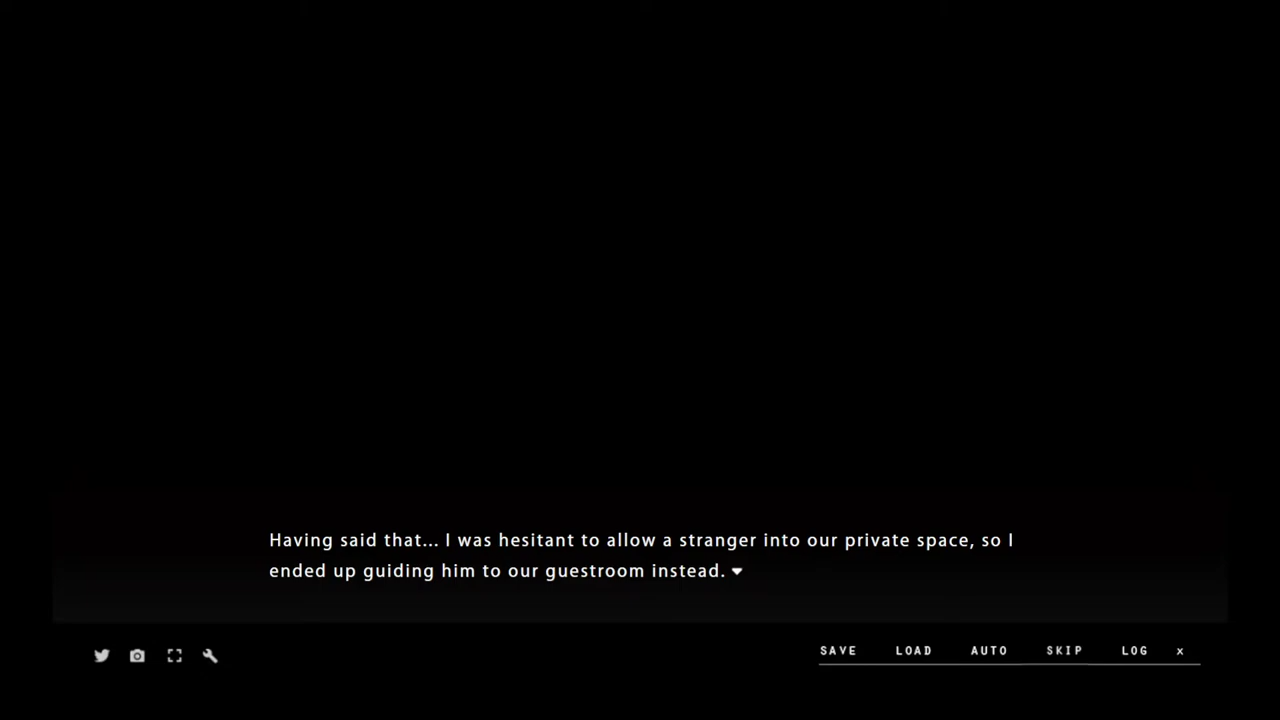 Having said that... I was hesitant to allow a stranger into our private space, so I
ended up guiding him to our guestroom instead.
SAVE LOAD AUTO SKIP LOG x